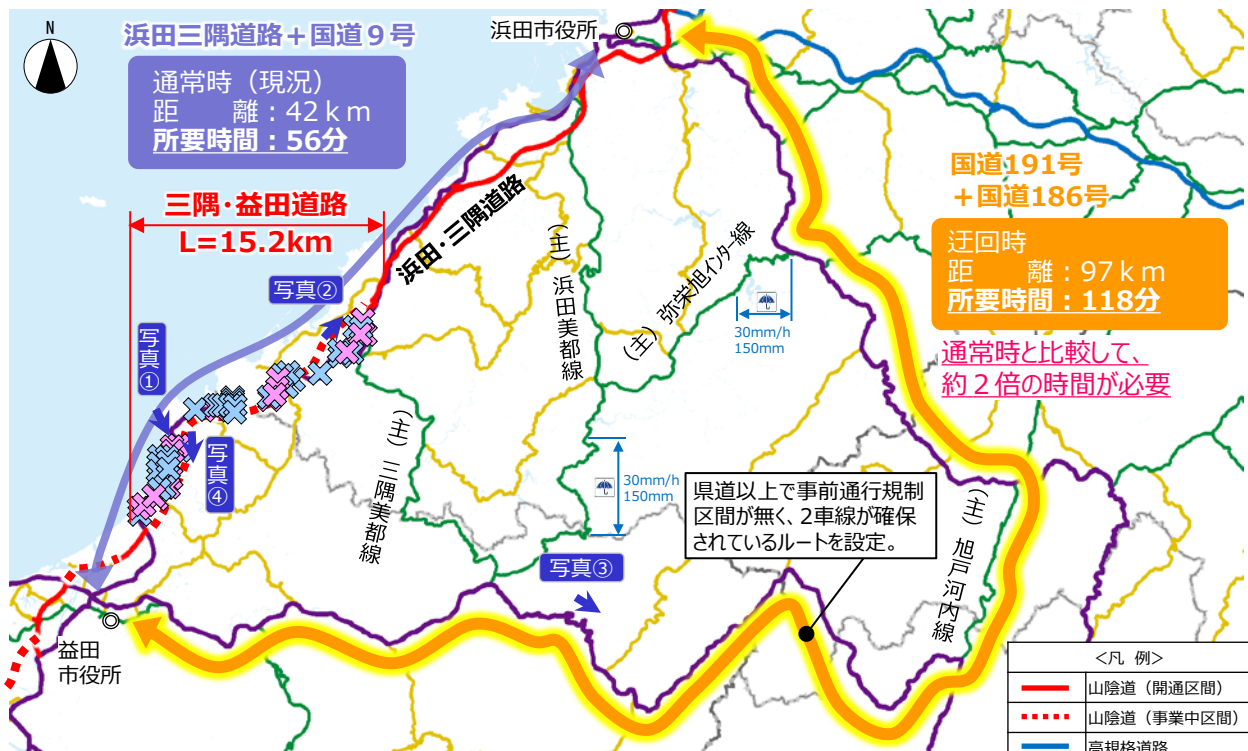 N
浜田三隅道路＋国道９号
通常時（現況）
距　　離：42ｋｍ
所要時間：56分
浜田市役所
三隅・益田道路
L=15.2km
浜田・三隅道路
写真②
写真①
写真④
写真③
（主）浜田美都線
（主）弥栄旭インター線
（主）三隅美都線
（主）旭戸河内線
30mm/h
150mm
30mm/h
150mm
国道191号
＋国道186号
迂回時
距　　離：97ｋｍ
所要時間：118分
通常時と比較して、
約２倍の時間が必要
県道以上で事前通行規制
区間が無く、2車線が確保
されているルートを設定。
益田
市役所
＜凡 例＞
山陰道（開通区間）
山陰道（事業中区間）
高規格道路